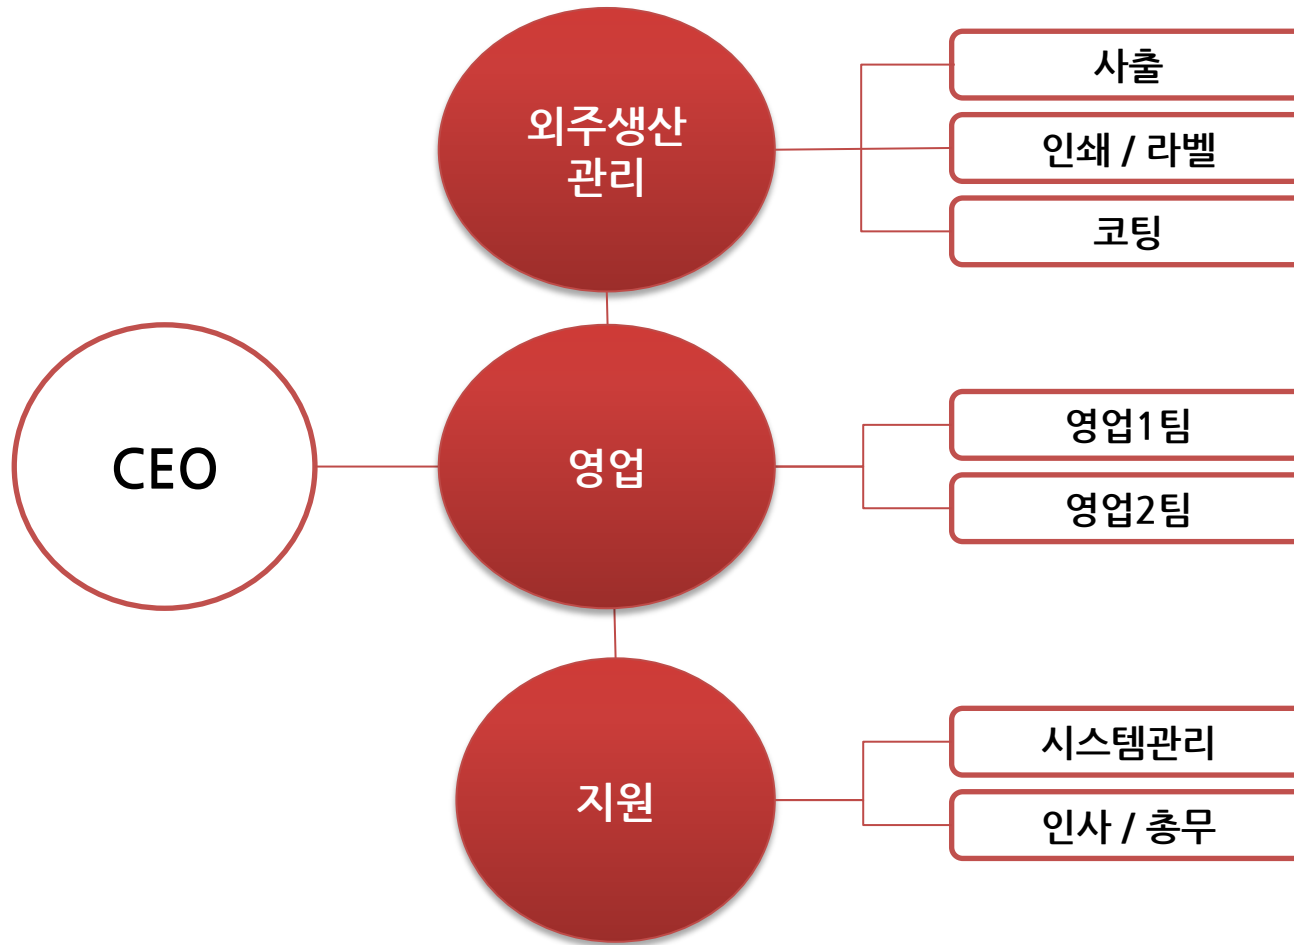 외주생산
관리
사출
인쇄 / 라벨
코팅
CEO
영업
영업1팀
영업2팀
지원
시스템관리
인사 / 총무